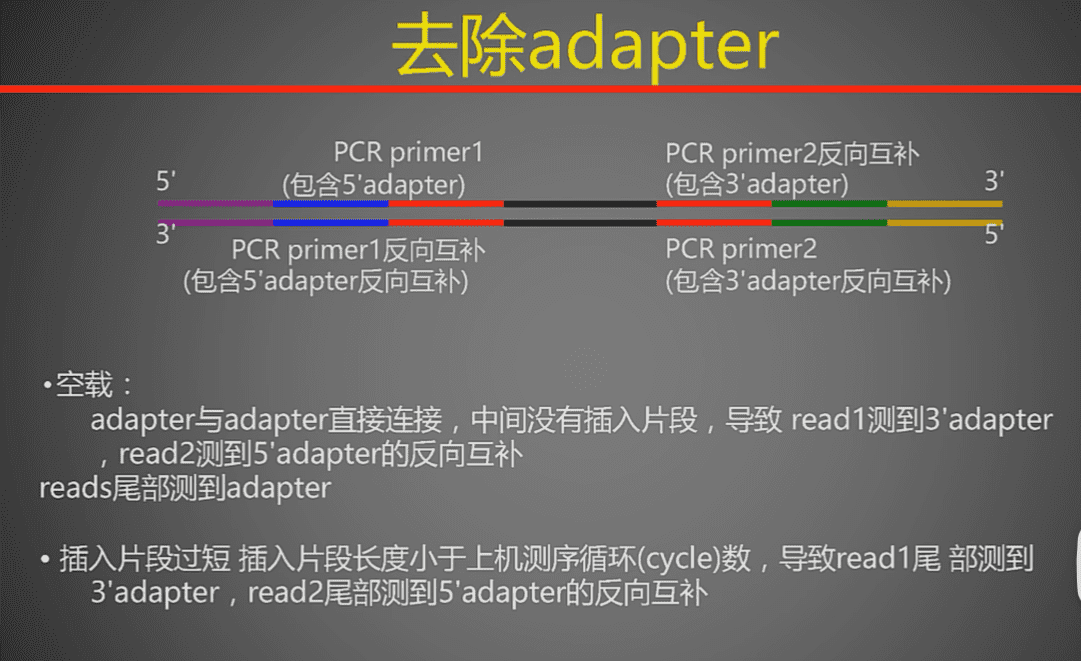 去除adapter
PCR primer1
(包含5'adapter)
PCR primer2反向互补
(包含3'adapter)
5'
3'
3'
5'
PCR primer1反向互补
(包含5'adapter反向互补)
PCR primer2
(包含3'adapter反向互补)
•空载：
adapter与adapter直接连接，中间没有插入片段，导致 read1测到3'adapter
，read2测到5'adapter的反向互补
reads尾部测到adapter
• 插入片段过短 插入片段长度小于上机测序循环(cycle)数，导致read1尾 部测到
3'adapter，read2尾部测到5'adapter的反向互补